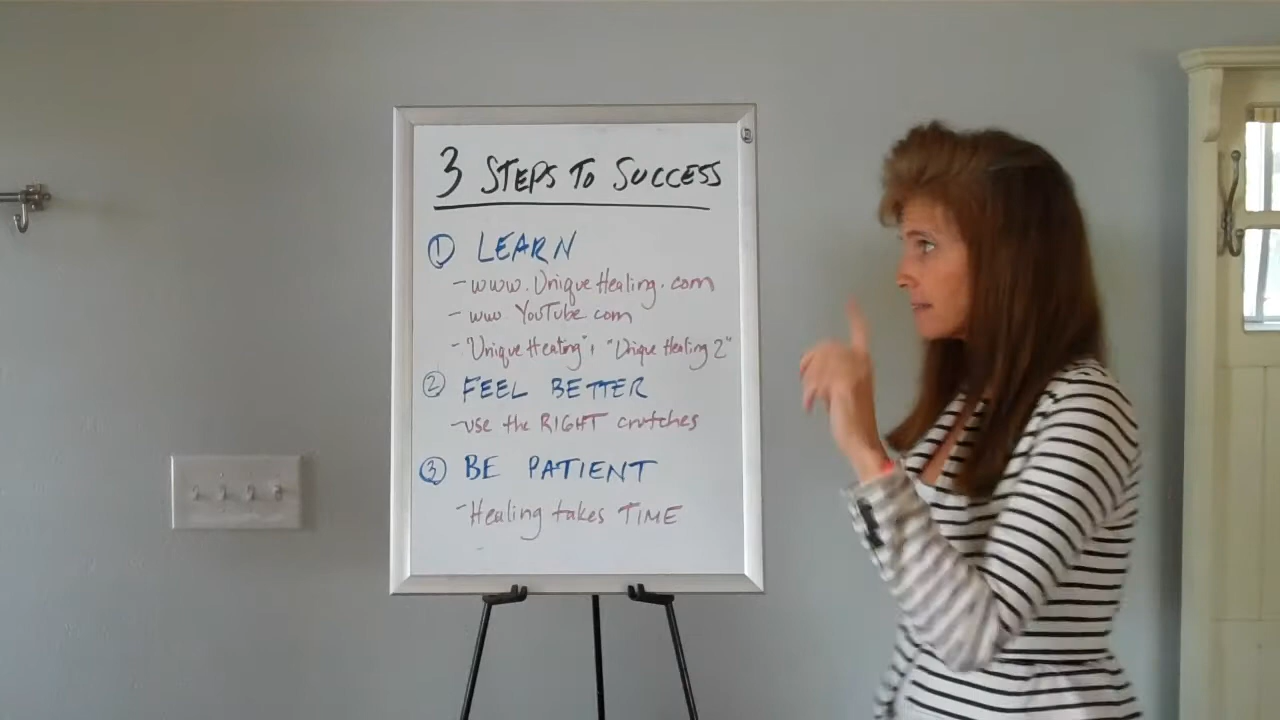 3 STEPS TO SUCCESS
① LEARN
- www.UniqueHealing.com
- www YouTube.com
- "Unique Healing" + "Unique Healing 2"
② FEEL BETTER
- use the RIGHT crutches
③ BE PATIENT
- Healing takes TIME